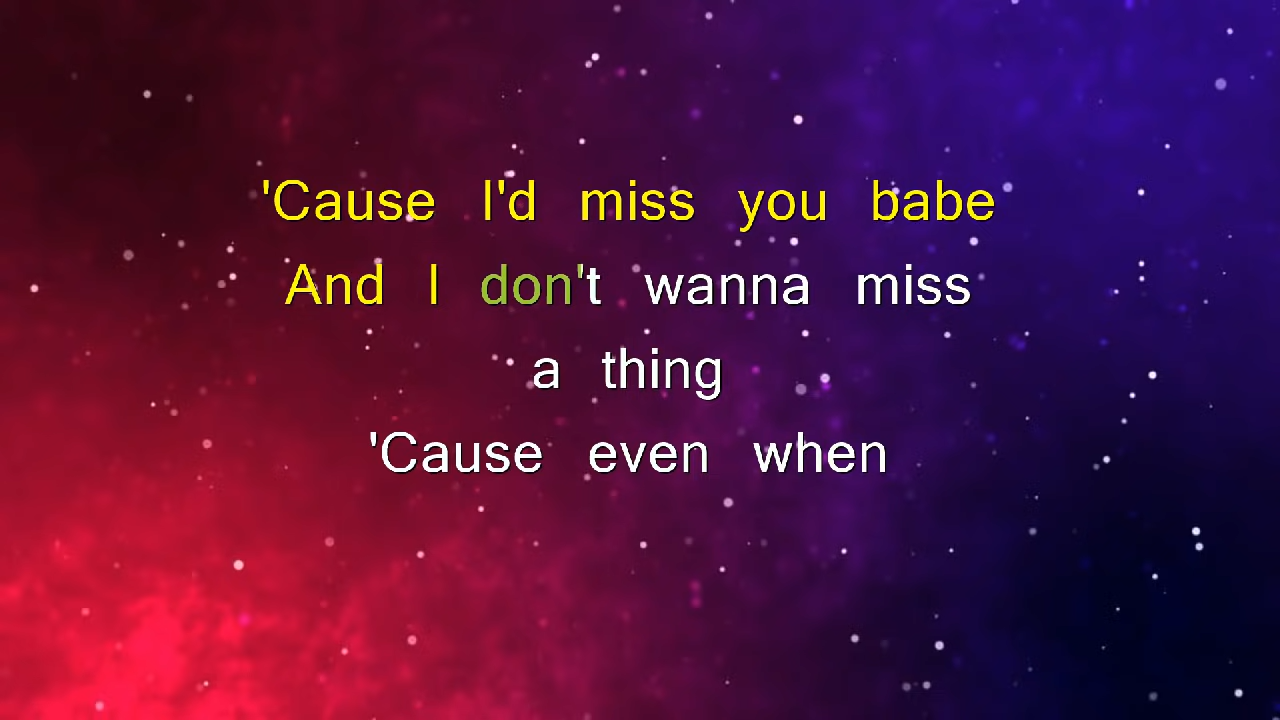 'Cause I'd miss you babe
And I don't wanna miss
a thing
'Cause even when